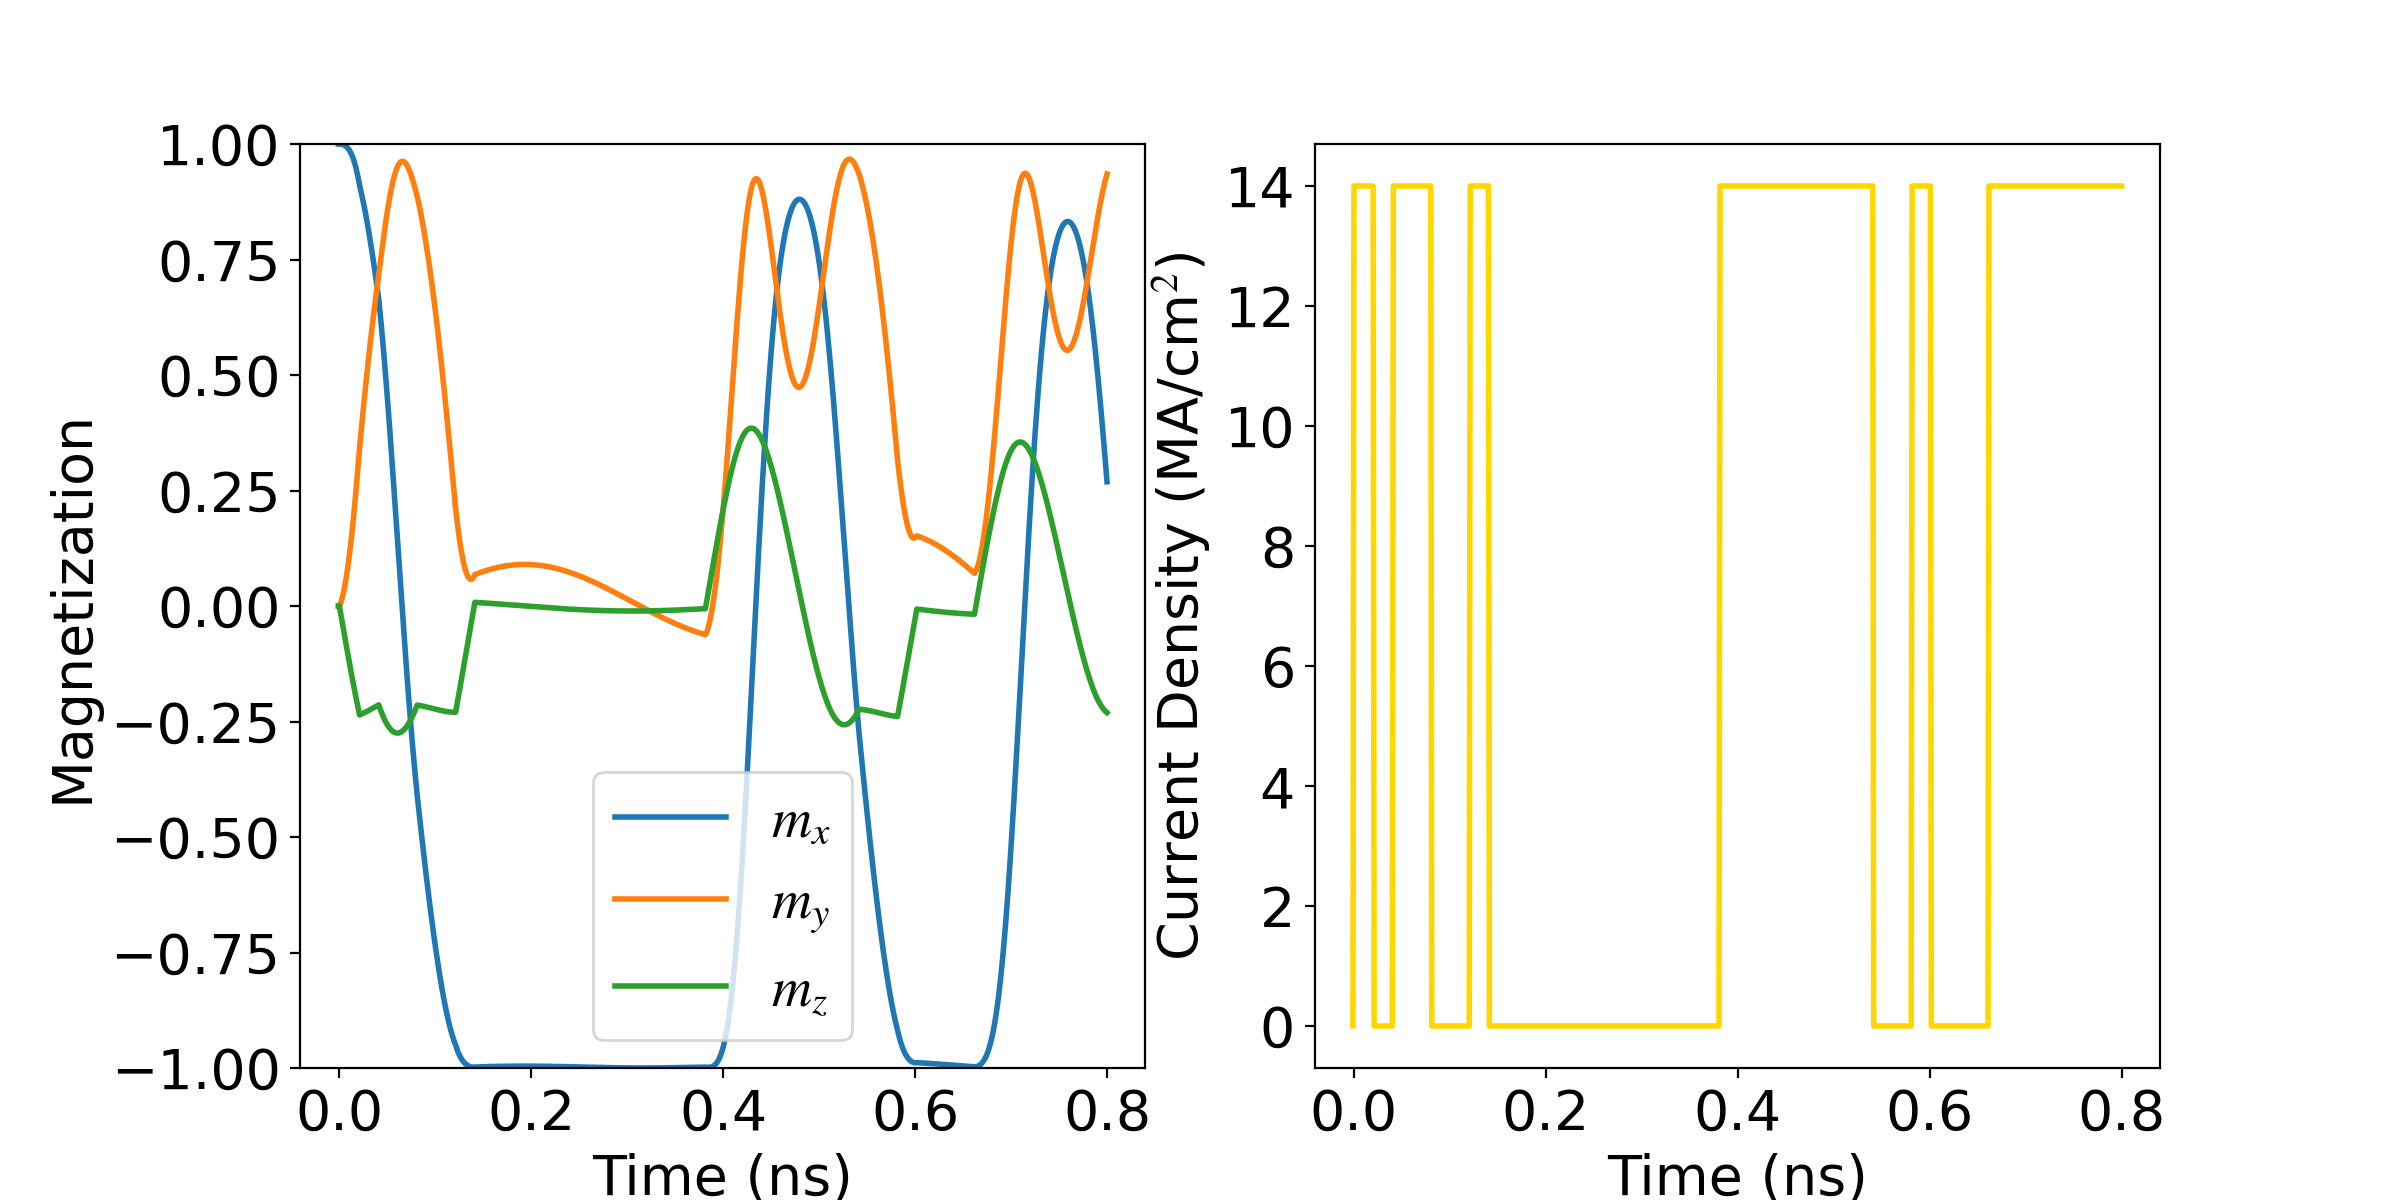 Magnetization
1.00
0.75
0.50
0.25
0.00
−0.25
−0.50
−0.75
−1.00
0.0 0.2 0.4 0.6 0.8
Time (ns)
m_x
m_y
m_z
Current Density (MA/cm²)
14
12
10
8
6
4
2
0
0.0 0.2 0.4 0.6 0.8
Time (ns)